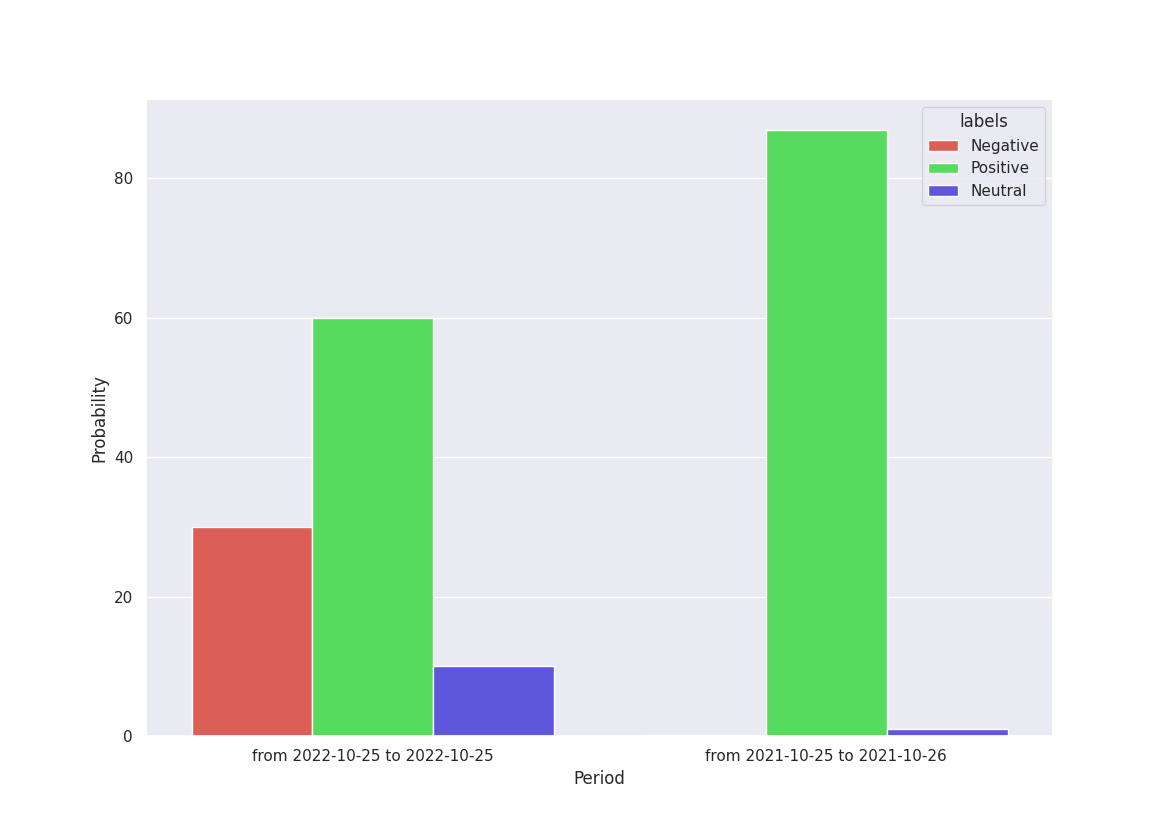 labels
Negative
Positive
Neutral
80
60
40
20
0
Probability
from 2022-10-25 to 2022-10-25
from 2021-10-25 to 2021-10-26
Period